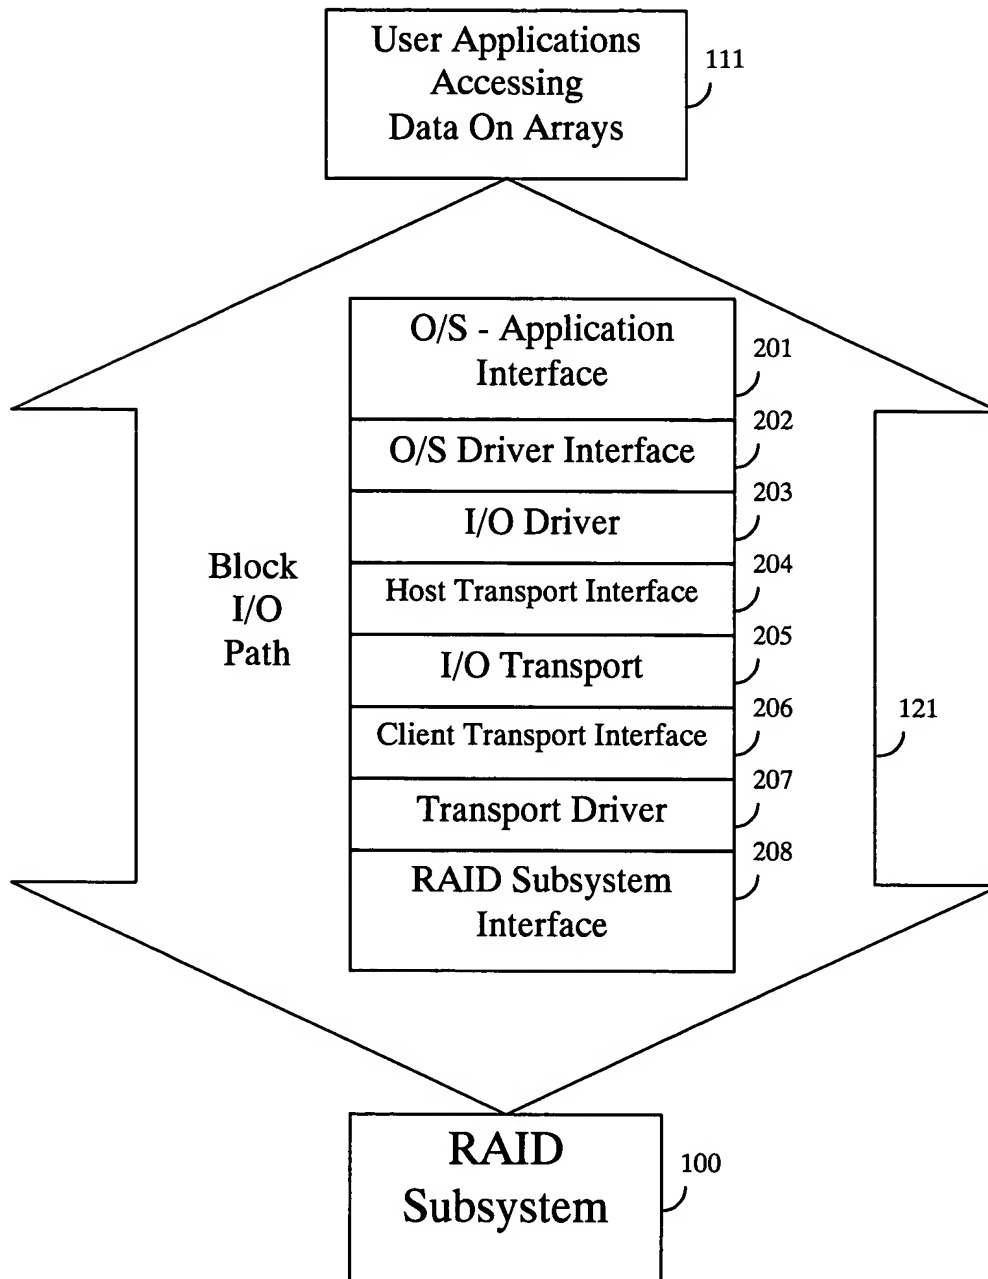 User Applications
Accessing
Data On Arrays
111
O/S - Application
Interface
201
O/S Driver Interface
202
I/O Driver
203
Host Transport Interface
204
I/O Transport
205
Client Transport Interface
206
Transport Driver
207
RAID Subsystem
Interface
208
Block
I/O
Path
121
RAID
Subsystem
100